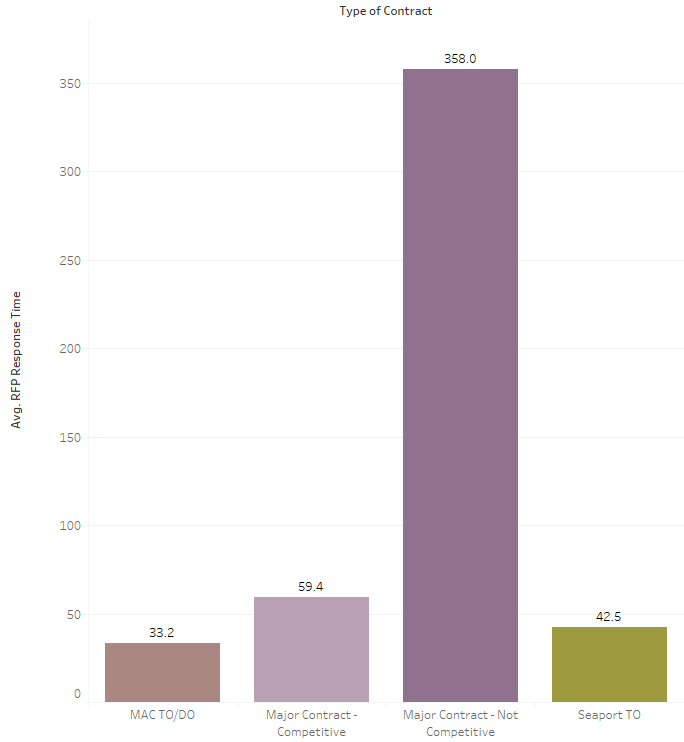 Type of Contract
Avg. RFP Response Time
350
300
250
200
150
100
50
0
33.2
59.4
358.0
42.5
MAC TO/DO
Major Contract -
Competitive
Major Contract - Not
Competitive
Seaport TO